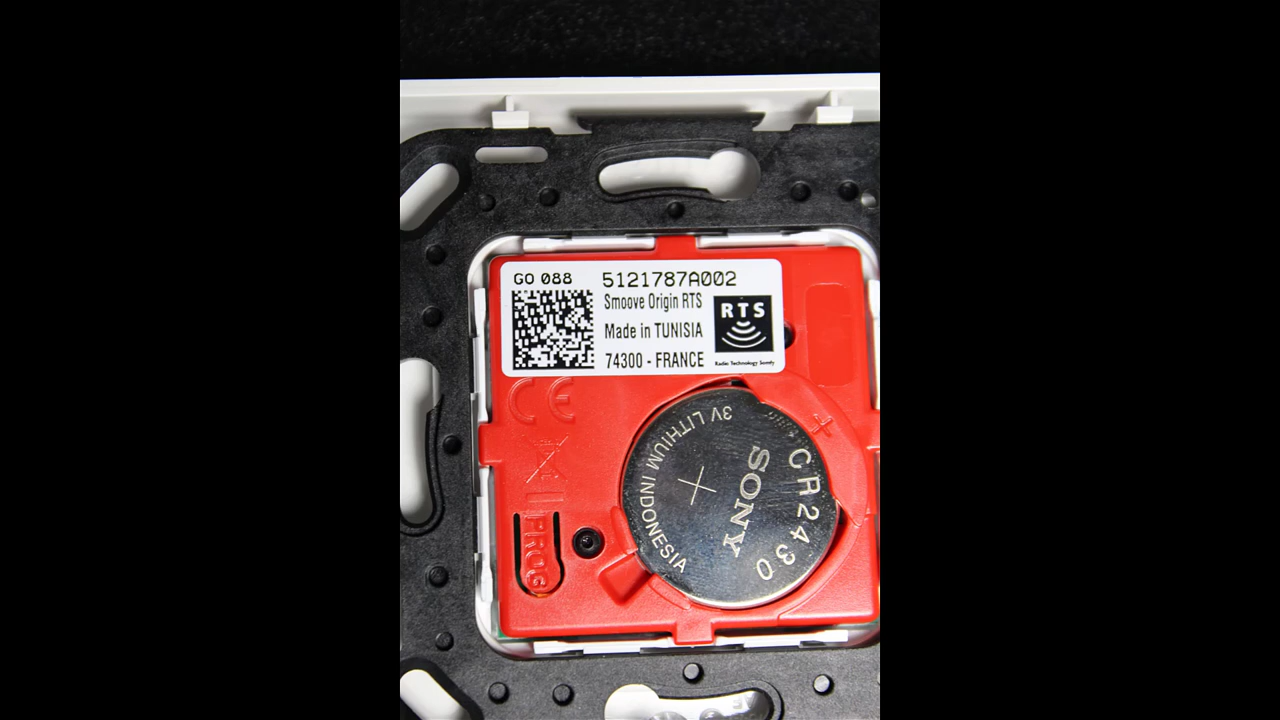 GO 088
5121787A002
Smoove Origin RTS
Made in TUNISIA
74300 - FRANCE
RTS
Radio Technology Somfy
CE
+
3V LITHIUM INDONESIA
+
SONY
CR2430
PROG